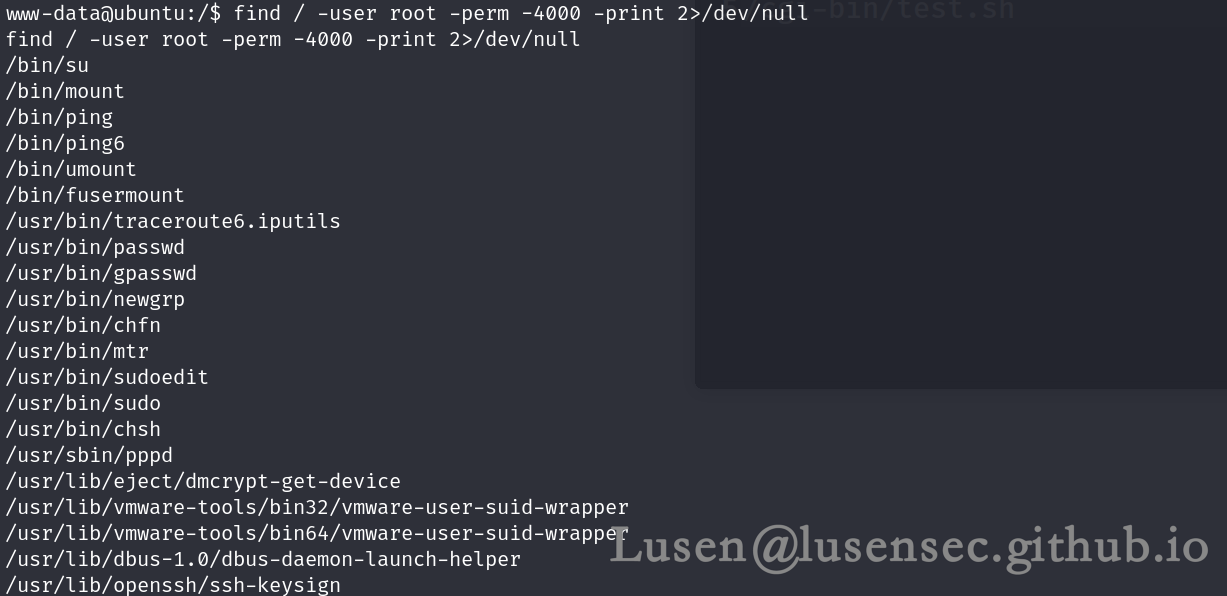 www-data@ubuntu:/$ find / -user root -perm -4000 -print 2>/dev/null
-bin/test.sh
find / -user root -perm -4000 -print 2>/dev/null
/bin/su
/bin/mount
/bin/ping
/bin/ping6
/bin/umount
/bin/fusermount
/usr/bin/traceroute6.iputils
/usr/bin/passwd
/usr/bin/gpasswd
/usr/bin/newgrp
/usr/bin/chfn
/usr/bin/mtr
/usr/bin/sudoedit
/usr/bin/sudo
/usr/bin/chsh
/usr/sbin/pppd
/usr/lib/eject/dmcrypt-get-device
/usr/lib/vmware-tools/bin32/vmware-user-suid-wrapper
/usr/lib/vmware-tools/bin64/vmware-user-suid-wrapper
Lusen@lusensec.github.io
/usr/lib/dbus-1.0/dbus-daemon-launch-helper
/usr/lib/openssh/ssh-keysign